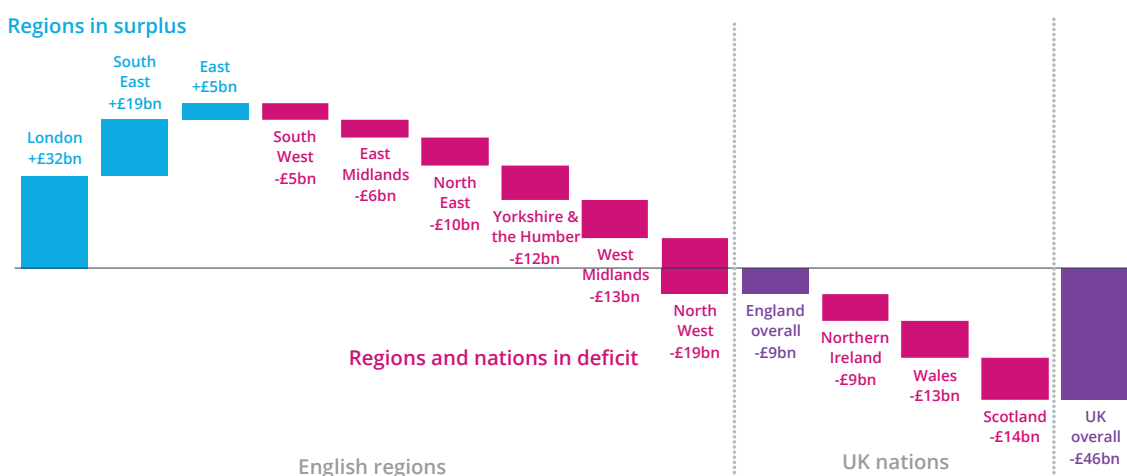 Regions in surplus
London
+£32bn
South
East
+£19bn
East
+£5bn
South
West
-£5bn
East
Midlands
-£6bn
North
East
-£10bn
Yorkshire &
the Humber
-£12bn
West
Midlands
-£13bn
North
West
-£19bn
England
overall
-£9bn
Northern
Ireland
-£9bn
Wales
-£13bn
Scotland
-£14bn
UK
overall
-£46bn
Regions and nations in deficit
English regions
UK nations